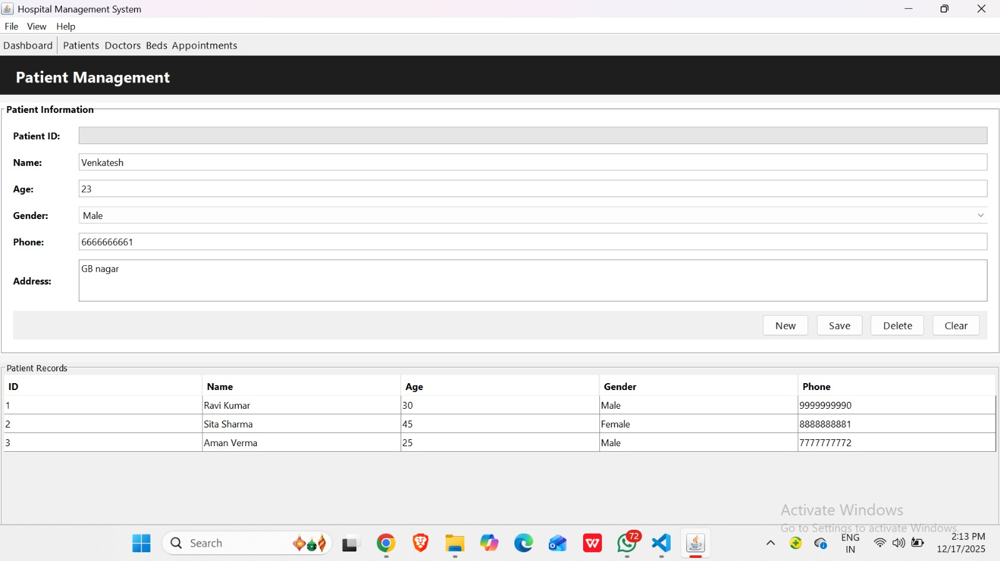 Hospital Management System
File View Help
Dashboard Patients Doctors Beds Appointments
Patient Management
Patient Information
Patient ID:
Name: Venkatesh
Age: 23
Gender: Male
Phone: 6666666661
Address: GB nagar
New Save Delete Clear
Patient Records
ID Name Age Gender Phone
1 Ravi Kumar 30 Male 9999999990
2 Sita Sharma 45 Female 8888888881
3 Aman Verma 25 Male 7777777772
Activate Windows
Go to Settings to activate Windows.
Search 72 ENG IN 2:13 PM
12/17/2025